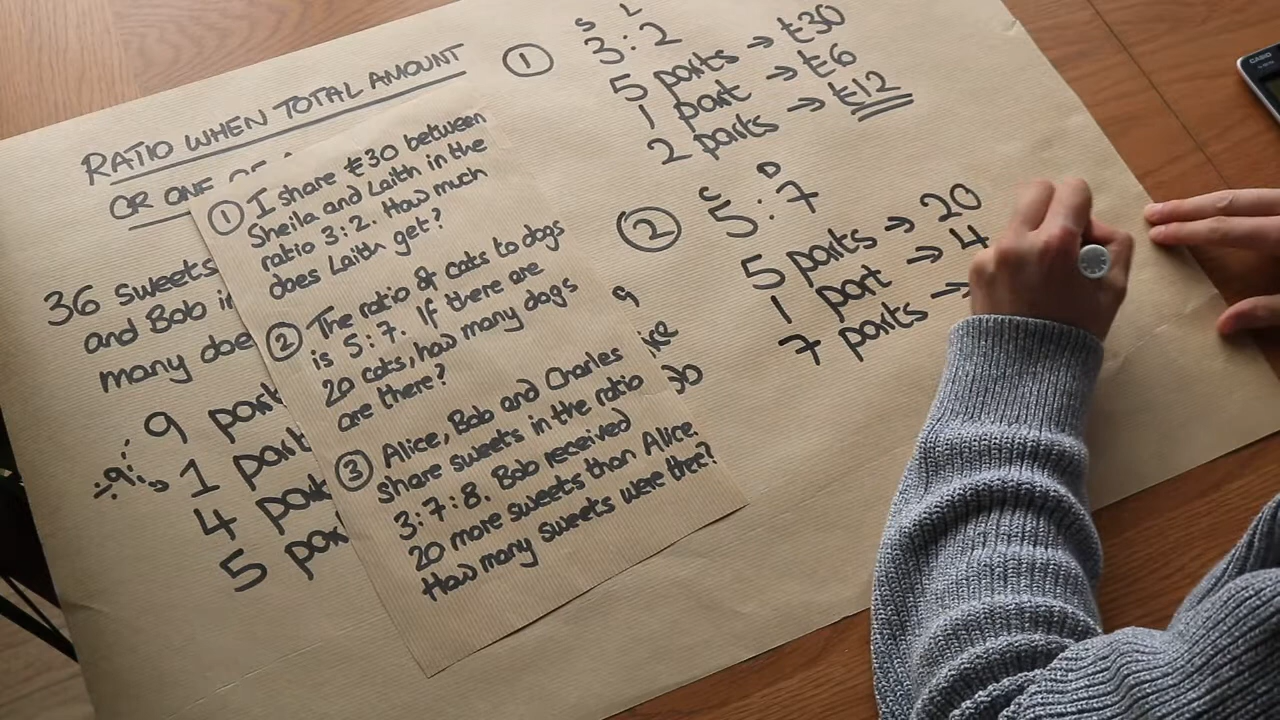 RATIO WHEN TOTAL AMOUNT
OR ONE OF
36 sweets
and Bob in
many doe
9 part
÷9
1 part
4 part
5 par
① I share £30 between
Sheila and Laith in the
ratio 3:2. How much
does Laith get?
② The ratio of cats to dogs
is 5:7. If there are
20 cats, how many dogs
are there?
③ Alice, Bob and Charles
share sweets in the ratio
3:7:8. Bob received
20 more sweets than Alice.
How many sweets were there?
①
S L
3:2
5 parts → £30
1 part → £6
2 parts → £12
②
C D
5:7
5 parts → 20
1 part → 4
7 parts →
CASIO